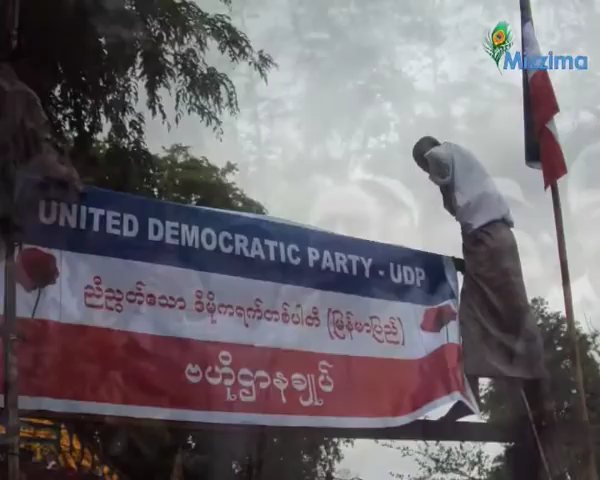 Mizzima
UNITED DEMOCRATIC PARTY - UDP
ညီညွတ်သော ဒီမိုကရက်တစ်ပါတီ (မြန်မာပြည်)
ဗဟိုဌာနချုပ်